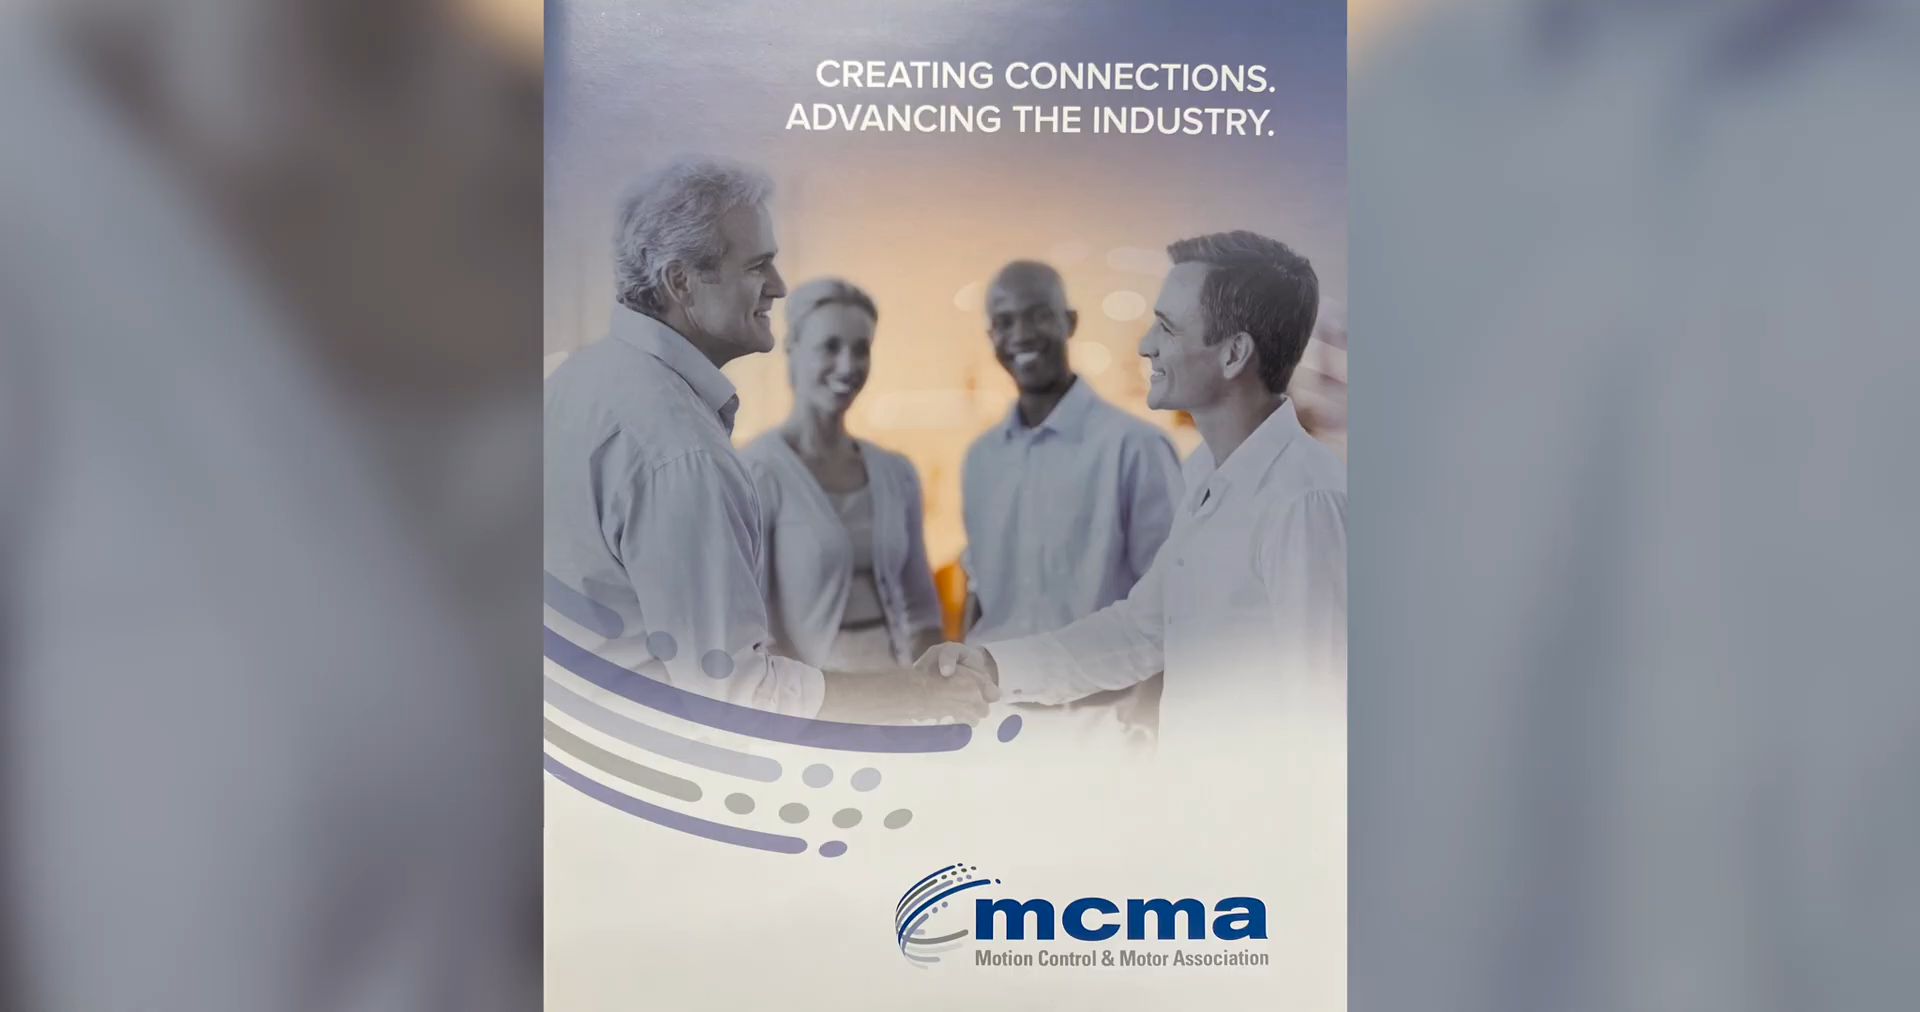 CREATING CONNECTIONS.
ADVANCING THE INDUSTRY.
mcma
Motion Control & Motor Association